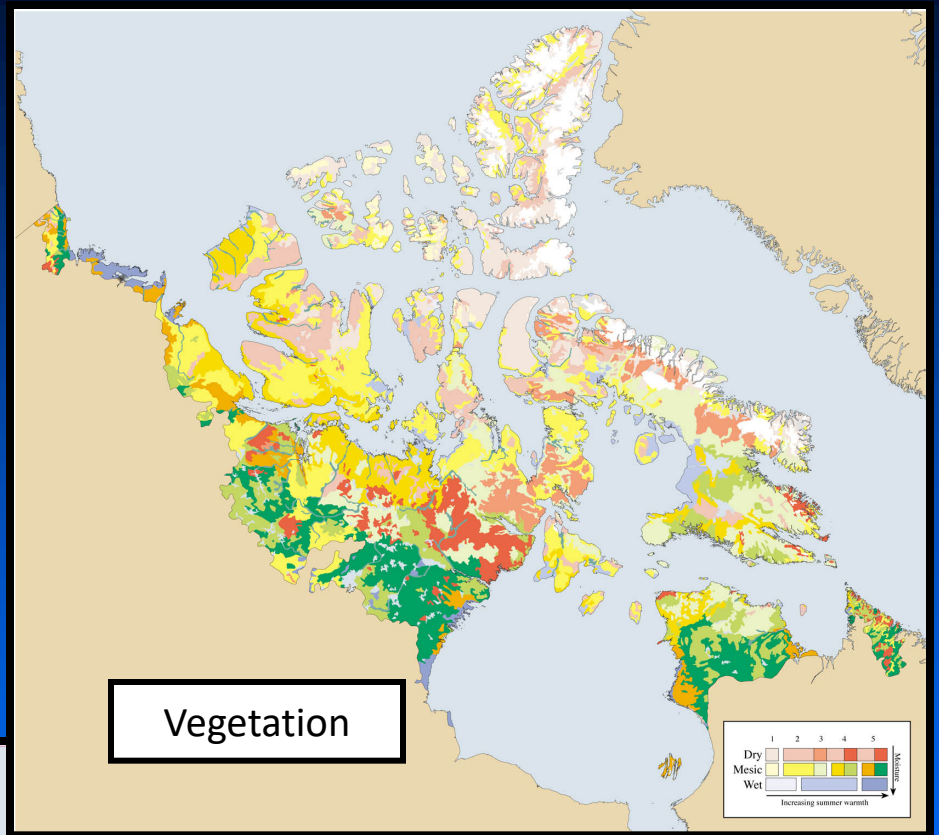 Vegetation
1 2 3 4 5
Dry
Mesic
Wet
Moisture
Increasing summer warmth